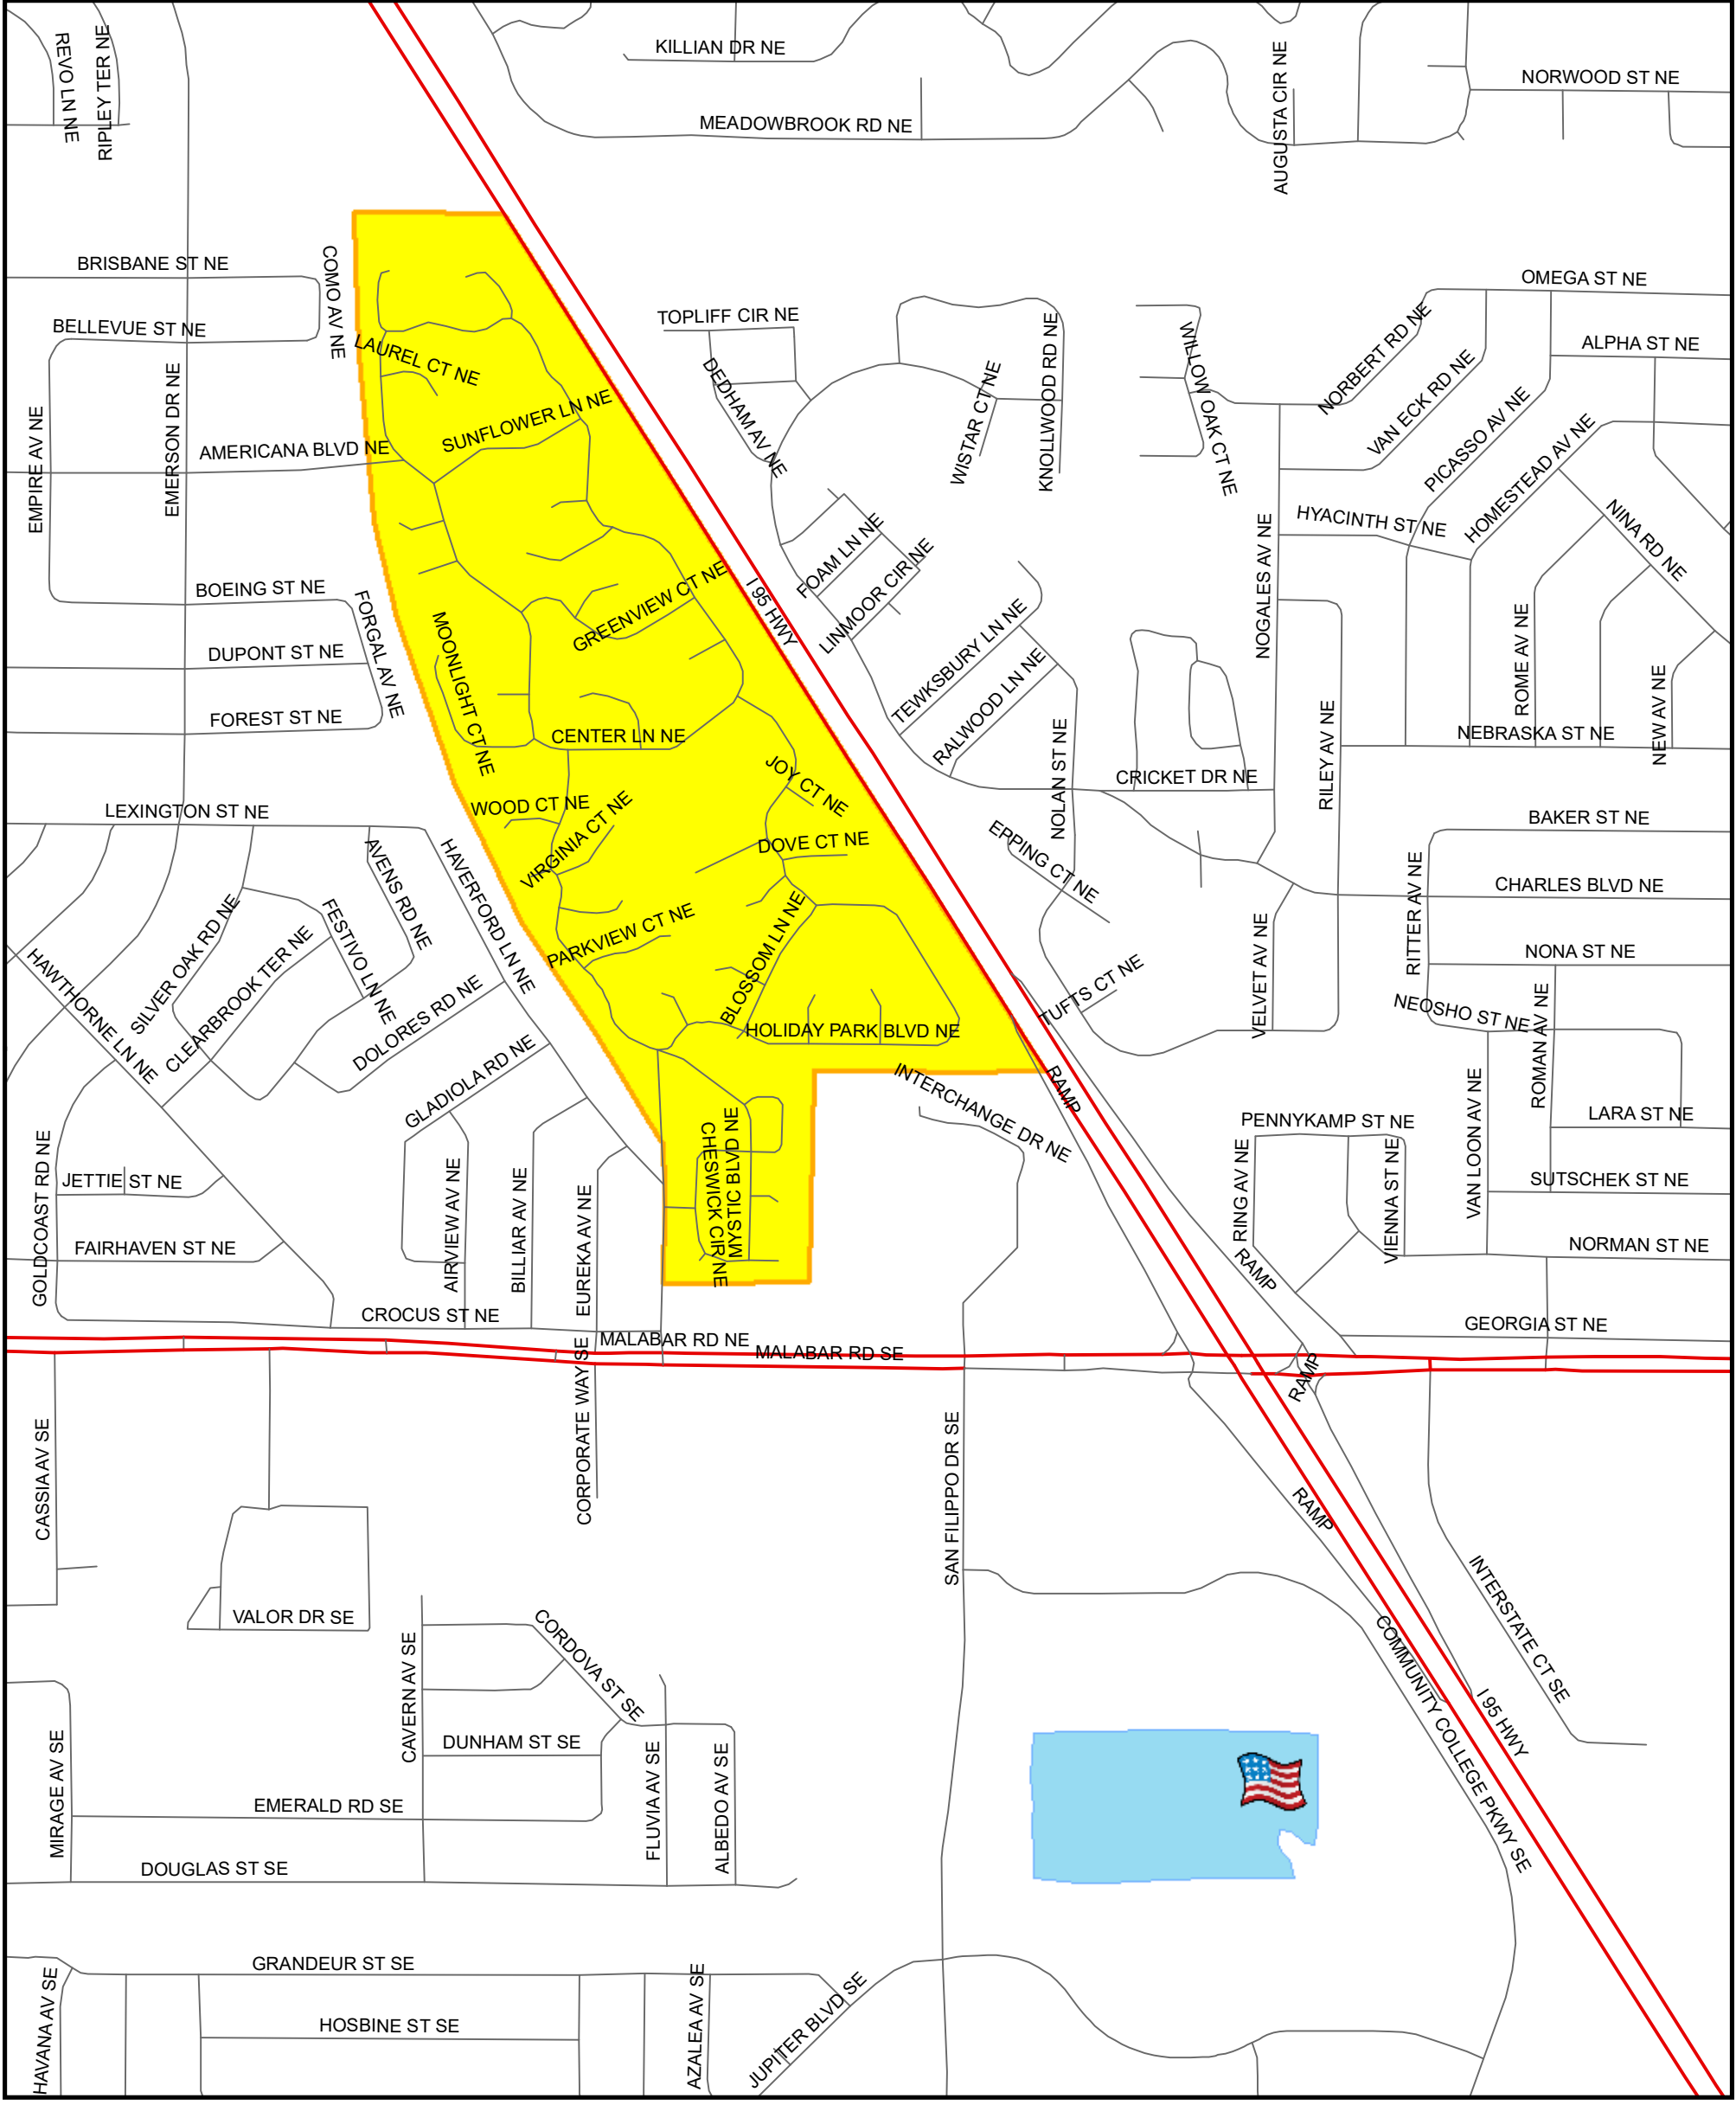 REVO LN NE
RIPLEY TER NE
KILLIAN DR NE
MEADOWBROOK RD NE
AUGUSTA CIR NE
NORWOOD ST NE
BRISBANE ST NE
COMO AV NE
BELLEVUE ST NE
LAUREL CT NE
TOPLIFF CIR NE
OMEGA ST NE
NORBERT RD NE
ALPHA ST NE
WILLOW OAK CT NE
KNOLLWOOD RD NE
WISTAR CT NE
DEDHAM AV NE
VAN ECK RD NE
PICASSO AV NE
HOMESTEAD AV NE
EMPIRE AV NE
EMERSON DR NE
AMERICANA BLVD NE
SUNFLOWER LN NE
HYACINTH ST NE
NINA RD NE
NOGALES AV NE
FOAM LN NE
LINMOOR CIR NE
I 95 HWY
GREENVIEW CT NE
BOEING ST NE
FORGAL AV NE
MOONLIGHT CT NE
DUPONT ST NE
FOREST ST NE
TEWKSBURY LN NE
RALWOOD LN NE
ROME AV NE
NEW AV NE
NEBRASKA ST NE
RILEY AV NE
NOLAN ST NE
CENTER LN NE
JOY CT NE
CRICKET DR NE
LEXINGTON ST NE
WOOD CT NE
VIRGINIA CT NE
DOVE CT NE
EPPING CT NE
BAKER ST NE
CHARLES BLVD NE
RITTER AV NE
NONA ST NE
AVENS RD NE
HAVERFORD LN NE
SILVER OAK RD NE
FESTIVO LN NE
CLEARBROOK TER NE
HAWTHORNE LN NE
PARKVIEW CT NE
BLOSSOM LN NE
HOLIDAY PARK BLVD NE
TUFTS CT NE
VELVET AV NE
NEOSHO ST NE
ROMAN AV NE
DOLORES RD NE
GLADIOLA RD NE
INTERCHANGE DR NE
RAMP
PENNYKAMP ST NE
LARA ST NE
VAN LOON AV NE
RING AV NE
VIENNA ST NE
SUTSCHEK ST NE
NORMAN ST NE
GOLDCOAST RD NE
JETTIE ST NE
FAIRHAVEN ST NE
AIRVIEW AV NE
BILLIAR AV NE
EUREKA AV NE
CHESWICK CIR NE
MYSTIC BLVD NE
RAMP
CROCUS ST NE
GEORGIA ST NE
MALABAR RD NE
MALABAR RD SE
RAMP
CORPORATE WAY SE
CASSIA AV SE
SAN FILIPPO DR SE
RAMP
INTERSTATE CT SE
VALOR DR SE
CORDOVA ST SE
CAVERN AV SE
COMMUNITY COLLEGE PKWY SE
I 95 HWY
DUNHAM ST SE
MIRAGE AV SE
FLUVIA AV SE
ALBEDO AV SE
EMERALD RD SE
DOUGLAS ST SE
GRANDEUR ST SE
HAVANA AV SE
HOSBINE ST SE
AZALEA AV SE
JUPITER BLVD SE